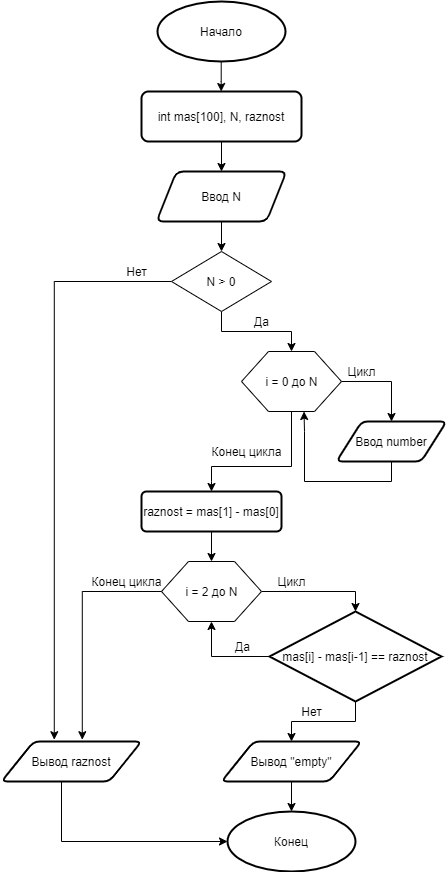 Начало
int mas[100], N, raznost
Ввод N
Нет
N > 0
Да
i = 0 до N
Цикл
Ввод number
Конец цикла
raznost = mas[1] - mas[0]
Конец цикла
i = 2 до N
Цикл
Да
mas[i] - mas[i-1] == raznost
Нет
Вывод raznost
Вывод "empty"
Конец